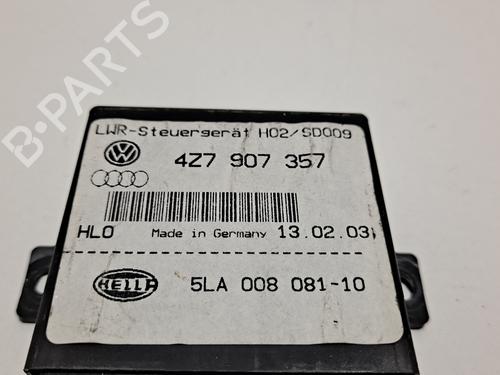 LWR-Steuergerät H02/SD009
4Z7 907 357
HL0 Made in Germany 13.02.03
HELLA 5LA 008 081-10
B-PARTS